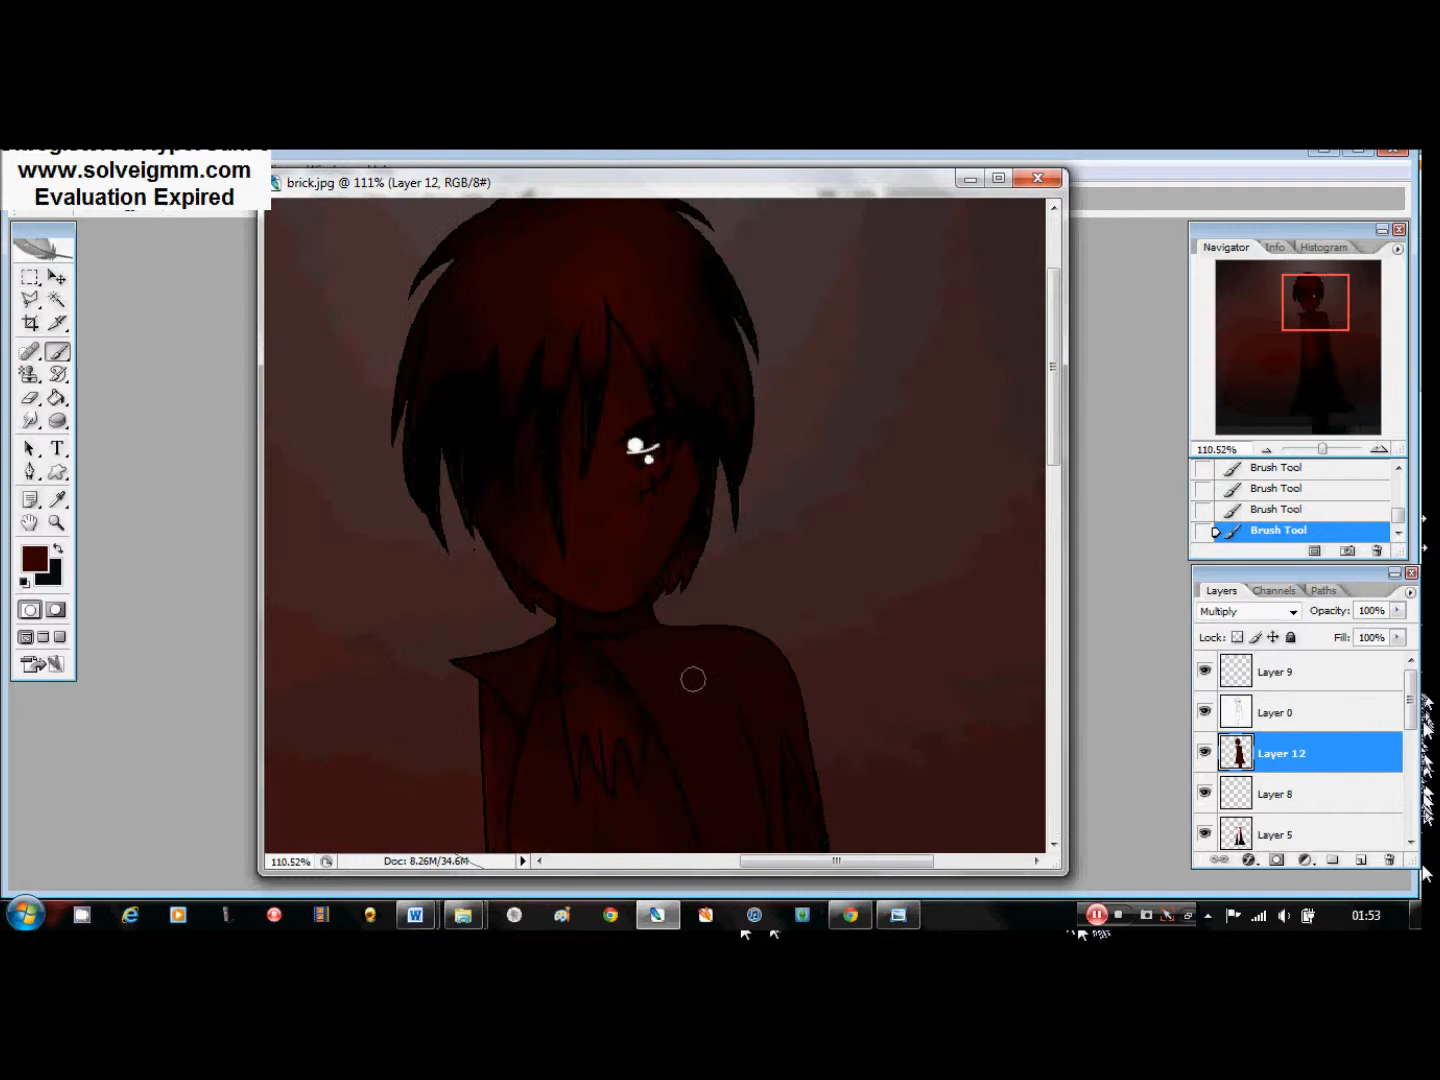 www.solveigmm.com
Evaluation Expired
brick.jpg @ 111% (Layer 12, RGB/8#)
Navigator Info Histogram
110.52%
Brush Tool
Brush Tool
Brush Tool
Brush Tool
Layers Channels Paths
Multiply Opacity: 100%
Lock: Fill: 100%
Layer 9
Layer 0
Layer 12
Layer 8
Layer 5
110.52% Doc: 8.26M/34.6M
01:53